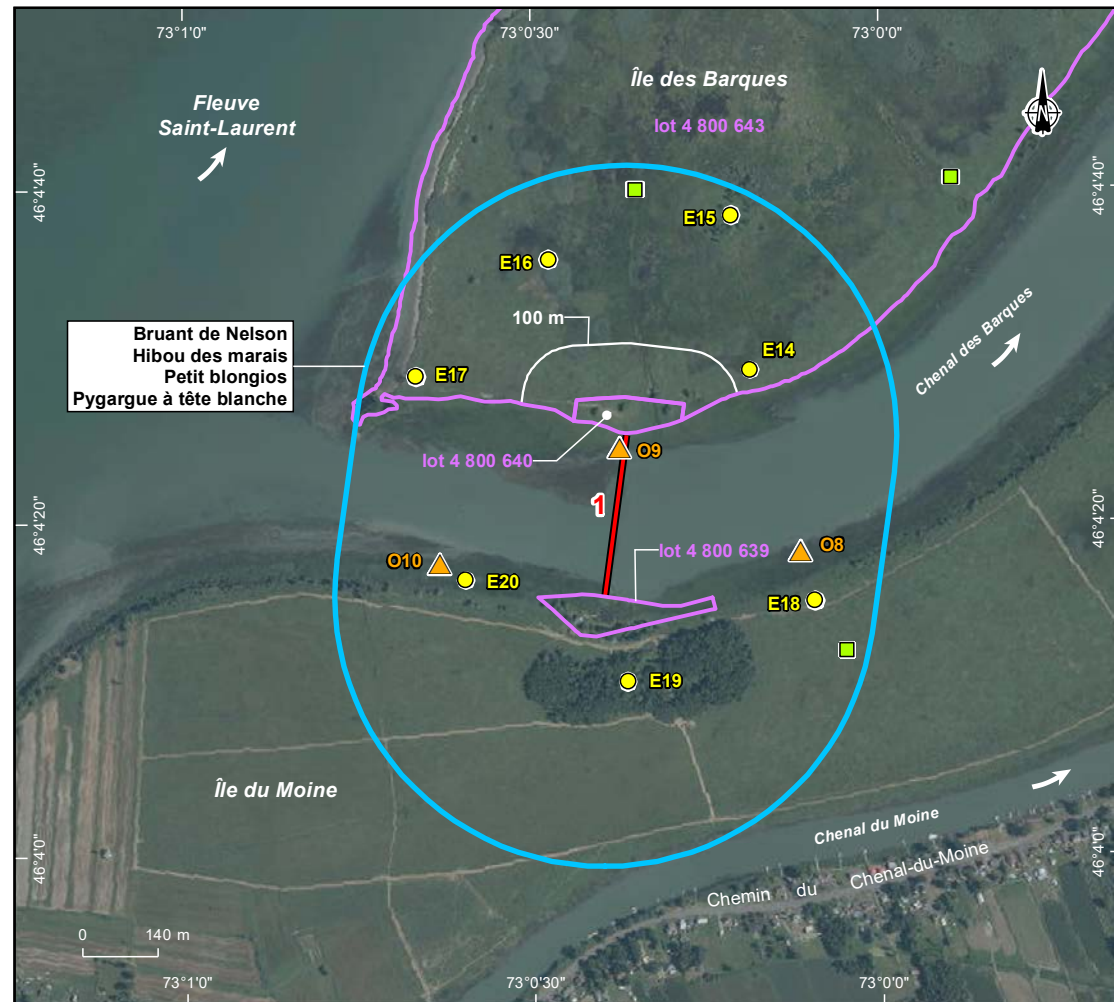 73°1'0"
73°0'30"
73°0'0"
Île des Barques
lot 4 800 643
Fleuve
Saint-Laurent
N
46°4'40"
46°4'40"
E15
E16
Chenal des Barques
100 m
Bruant de Nelson
Hibou des marais
Petit blongios
Pygargue à tête blanche
E14
E17
lot 4 800 640
O9
1
46°4'20"
46°4'20"
lot 4 800 639
O8
O10
E20
E18
E19
Île du Moine
Chenal du Moine
46°4'0"
46°4'0"
Chemin du Chenal-du-Moine
0 140 m
73°1'0"
73°0'30"
73°0'0"